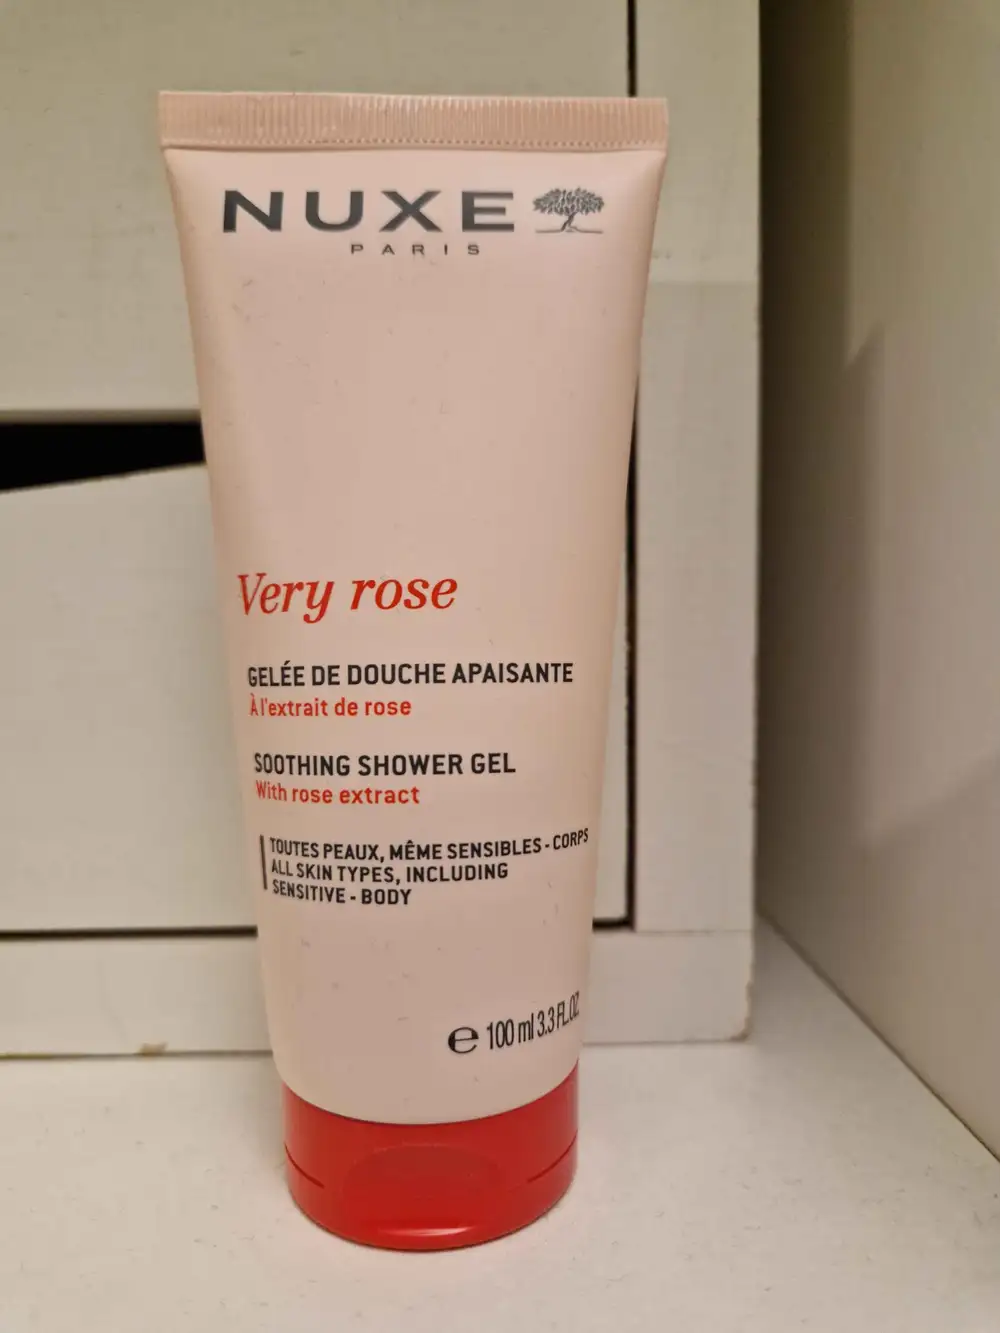 NUXE
PARIS
Very rose
GELÉE DE DOUCHE APAISANTE
À l'extrait de rose
SOOTHING SHOWER GEL
With rose extract
TOUTES PEAUX, MÊME SENSIBLES - CORPS
ALL SKIN TYPES, INCLUDING
SENSITIVE - BODY
℮ 100 ml 3.3 FL.OZ